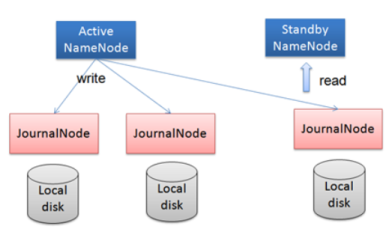 Active
NameNode
Standby
NameNode
write
read
JournalNode
JournalNode
JournalNode
Local
disk
Local
disk
Local
disk